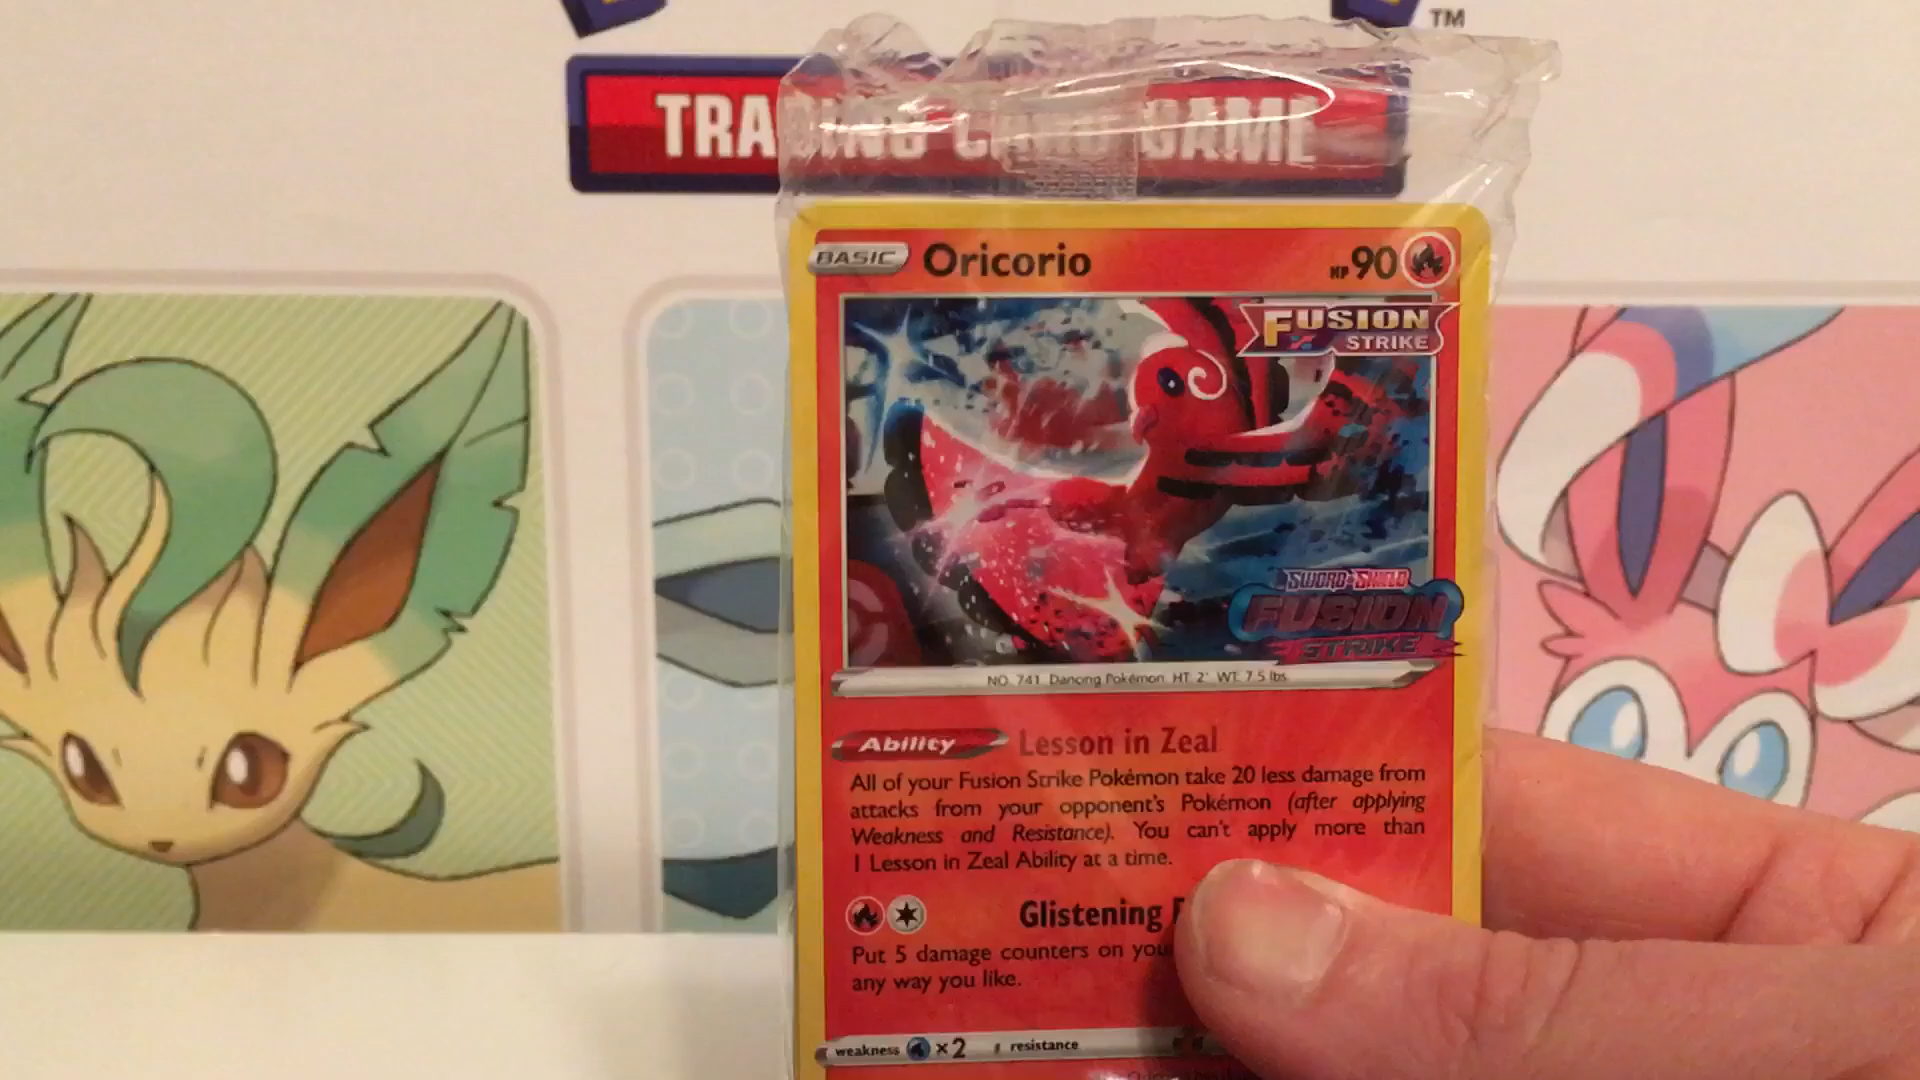 TM
TRADING CARD GAME
BASIC Oricorio HP 90
FUSION
STRIKE
SWORD & SHIELD
FUSION
STRIKE
NO. 741 Dancing Pokémon HT: 2' WT: 7.5 lbs.
Ability Lesson in Zeal
All of your Fusion Strike Pokémon take 20 less damage from
attacks from your opponent's Pokémon (after applying
Weakness and Resistance). You can't apply more than
1 Lesson in Zeal Ability at a time.
Glistening
Put 5 damage counters on
any way you like.
weakness ×2 resistance